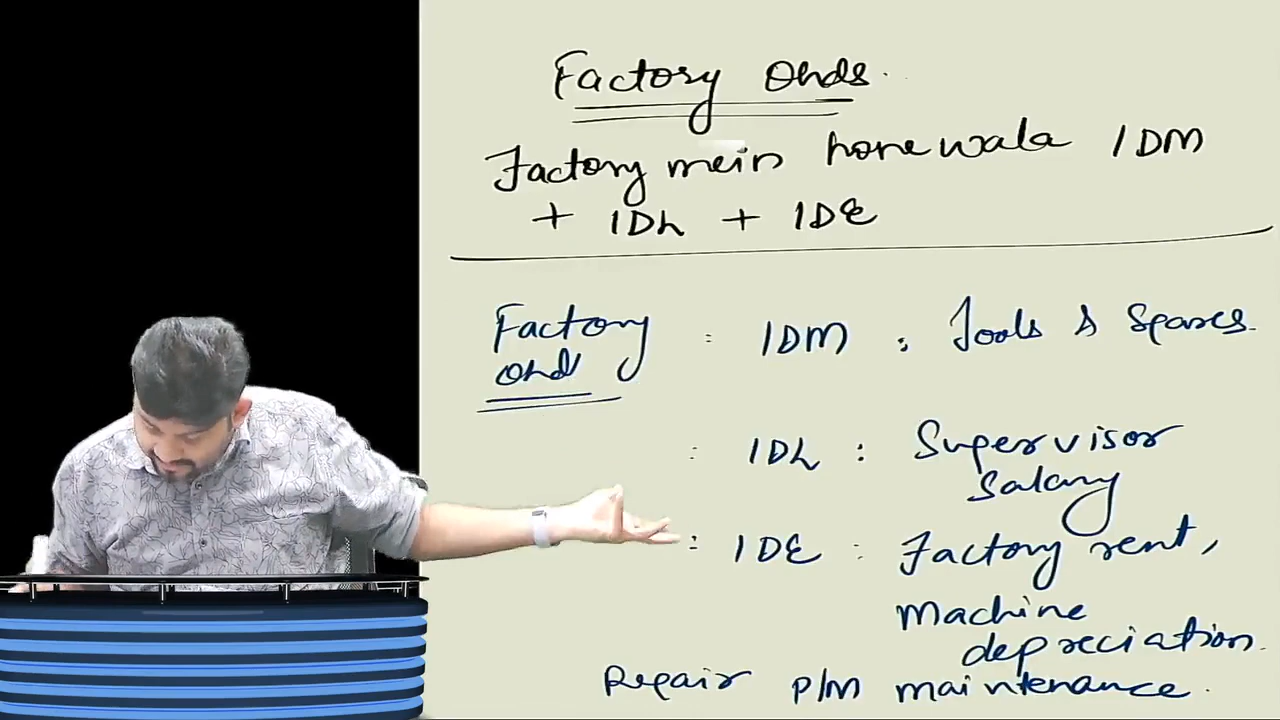 Factory Ohds.
Factory mein hone wala IDM
+ IDL + IDE
Factory ohd : IDM : Tools & Spares.
: IDL : Supervisor Salary
: IDE : Factory rent,
Machine
depreciation.
Repair P/M maintenance.